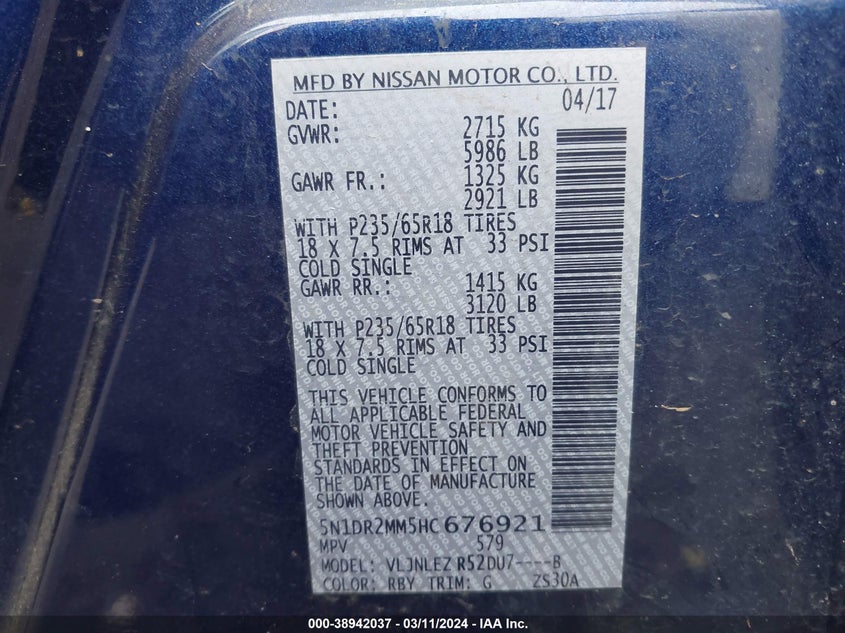 MFD BY NISSAN MOTOR CO., LTD.
DATE: 04/17
GVWR: 2715 KG
5986 LB
GAWR FR.: 1325 KG
2921 LB
WITH P235/65R18 TIRES
18 X 7.5 RIMS AT 33 PSI
COLD SINGLE
GAWR RR.: 1415 KG
3120 LB
WITH P235/65R18 TIRES
18 X 7.5 RIMS AT 33 PSI
COLD SINGLE
THIS VEHICLE CONFORMS TO
ALL APPLICABLE FEDERAL
MOTOR VEHICLE SAFETY AND
THEFT PREVENTION
STANDARDS IN EFFECT ON
THE DATE OF MANUFACTURE
SHOWN ABOVE.
5N1DR2MM5HC676921
MPV 579
MODEL: VLJNLEZ R52DU7----B
COLOR: RBY TRIM: G ZS30A
000-38942037 - 03/11/2024 - IAA Inc.